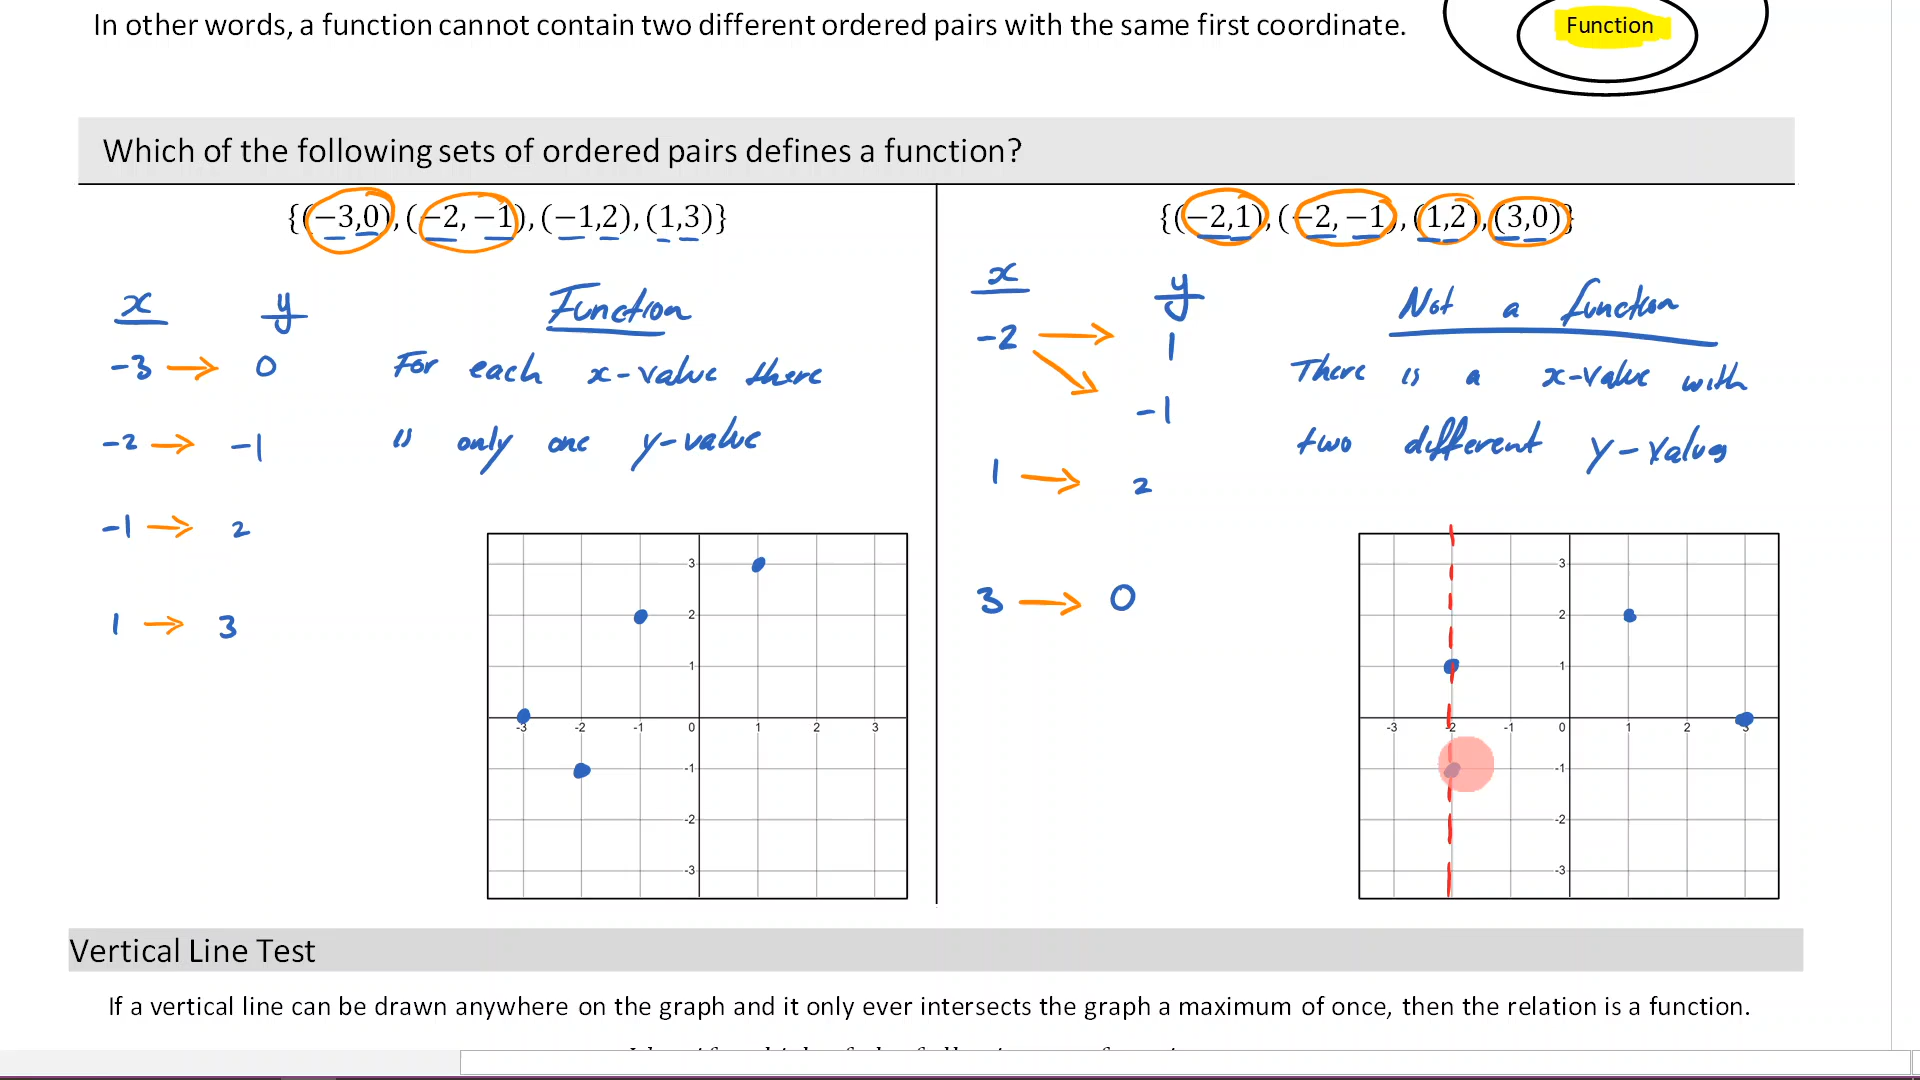 In other words, a function cannot contain two different ordered pairs with the same first coordinate.
Function
Which of the following sets of ordered pairs defines a function?
{(−3,0), (−2, −1), (−1,2), (1,3)}
x y
-3 → 0
-2 → -1
-1 → 2
1 → 3
Function
For each x-value there
is only one y-value
3
2
1
-3 -2 -1 0 1 2 3
-1
-2
-3
{(−2,1), (−2, −1), (1,2), (3,0)}
x y
-2 → 1
→ -1
1 → 2
3 → 0
Not a function
There is a x-value with
two different y-values
3
2
1
-3 -2 -1 0 1 2 3
-1
-2
-3
Vertical Line Test
If a vertical line can be drawn anywhere on the graph and it only ever intersects the graph a maximum of once, then the relation is a function.